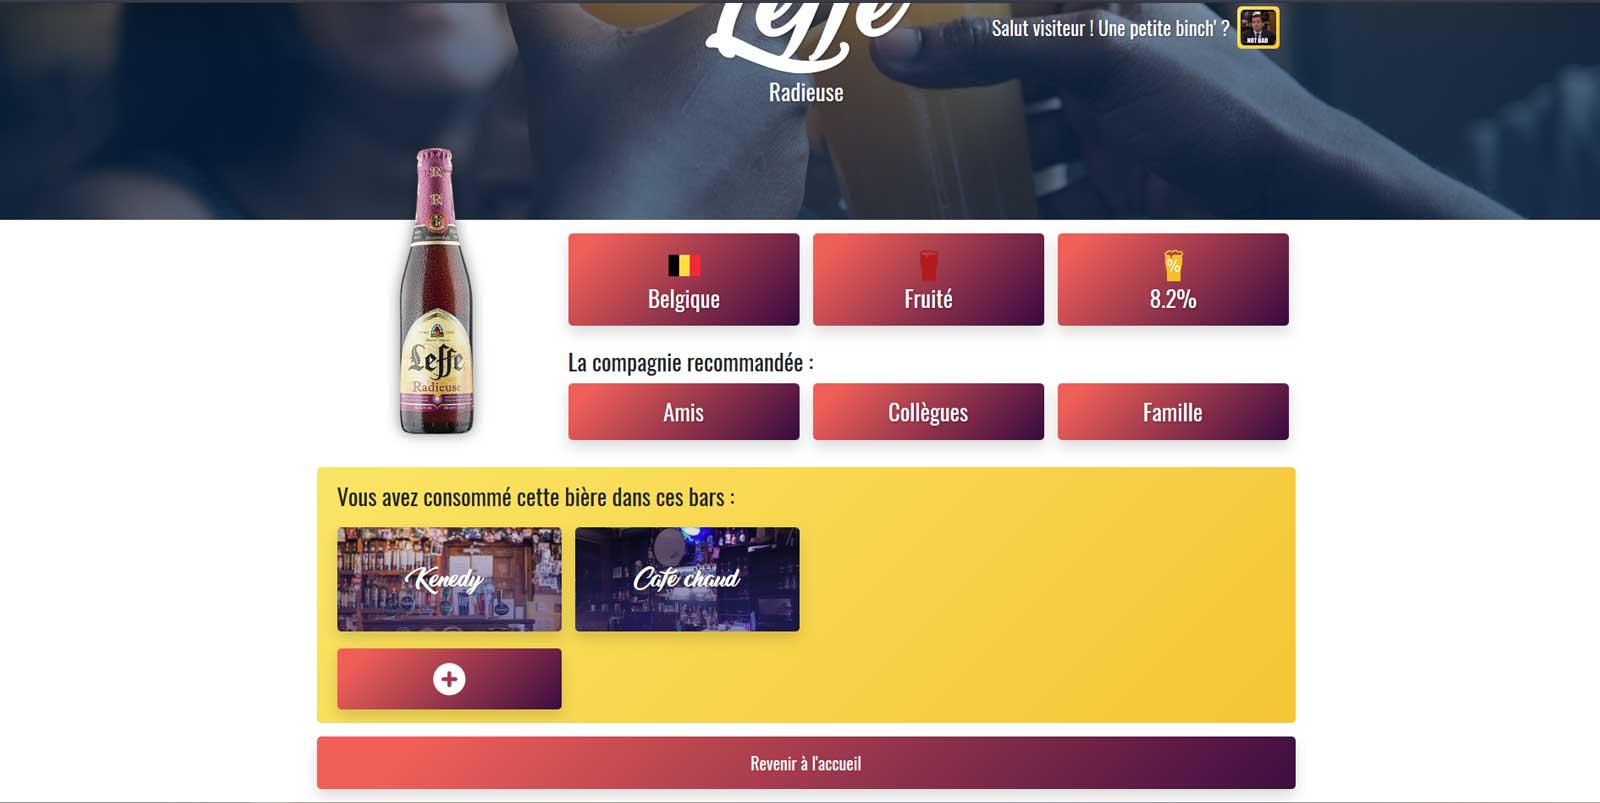 Leffe
Salut visiteur ! Une petite binch' ?
NOT BAD
Radieuse
R
R
Leffe
Radieuse
Belgique
Fruité
%
8.2%
La compagnie recommandée :
Amis
Collègues
Famille
Vous avez consommé cette bière dans ces bars :
Kenedy
Café chaud
Revenir à l'accueil